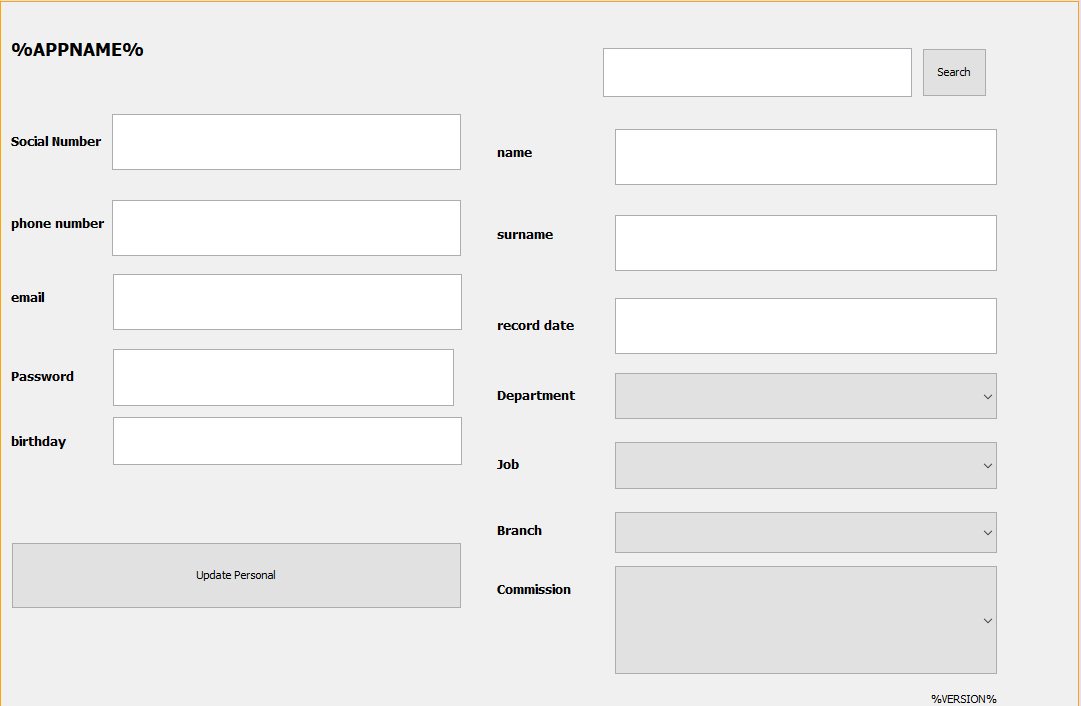 %APPNAME%
Search
Social Number
phone number
email
Password
birthday
Update Personal
name
surname
record date
Department
Job
Branch
Commission
%VERSION%